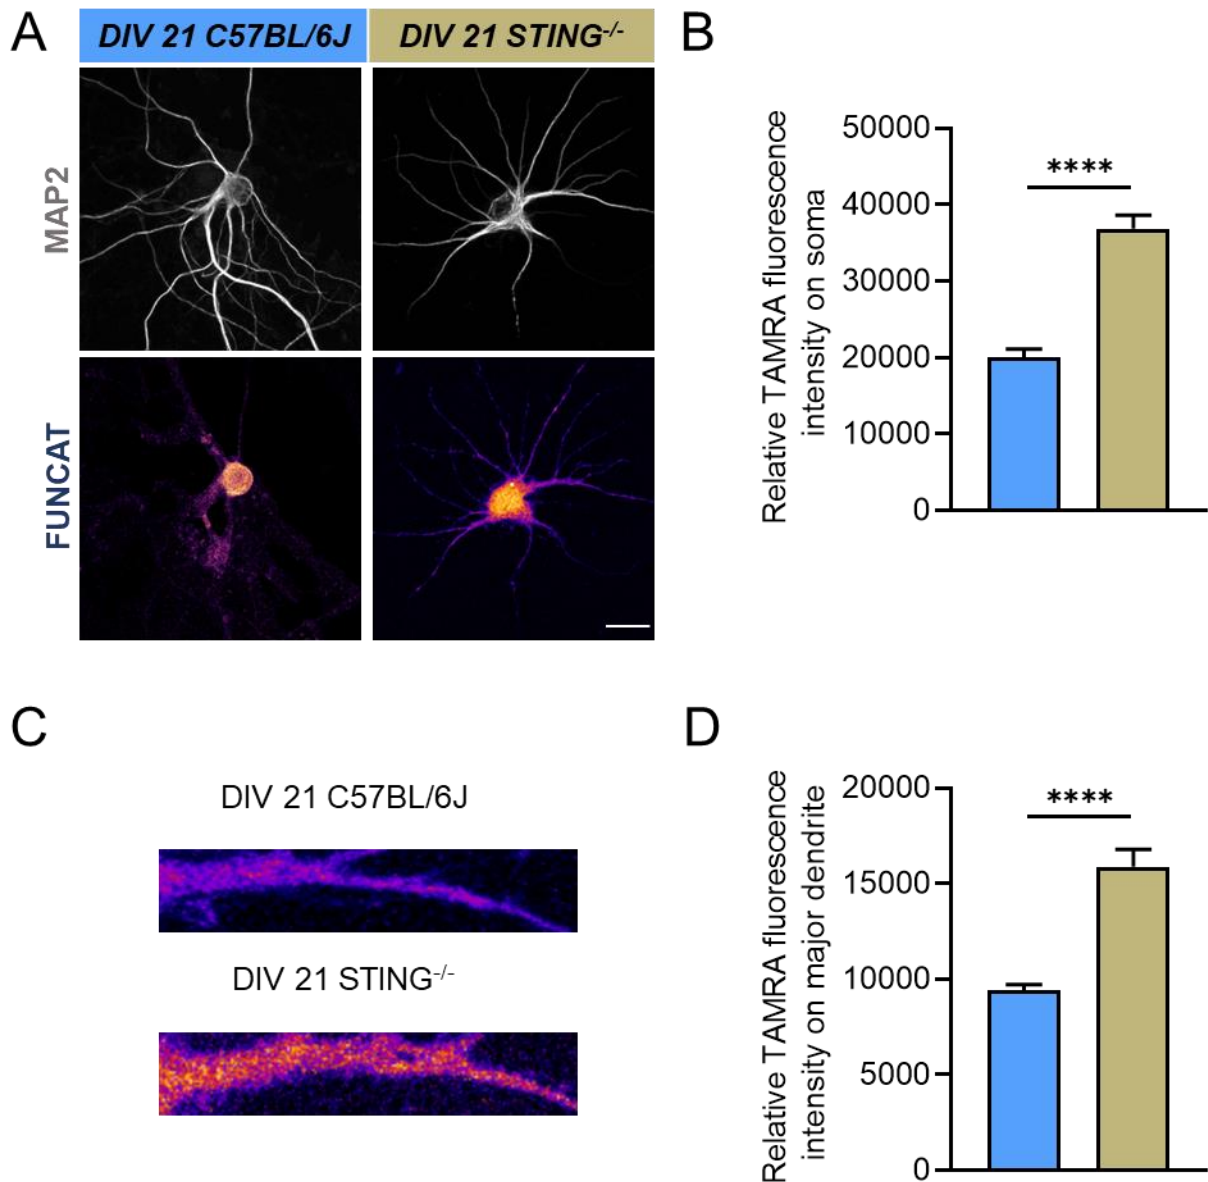 A
DIV 21 C57BL/6J
DIV 21 STING-/-
MAP2
FUNCAT
B
Relative TAMRA fluorescence
intensity on soma
50000
40000
30000
20000
10000
0
****
C
DIV 21 C57BL/6J
DIV 21 STING-/-
D
Relative TAMRA fluorescence
intensity on major dendrite
20000
15000
10000
5000
0
****